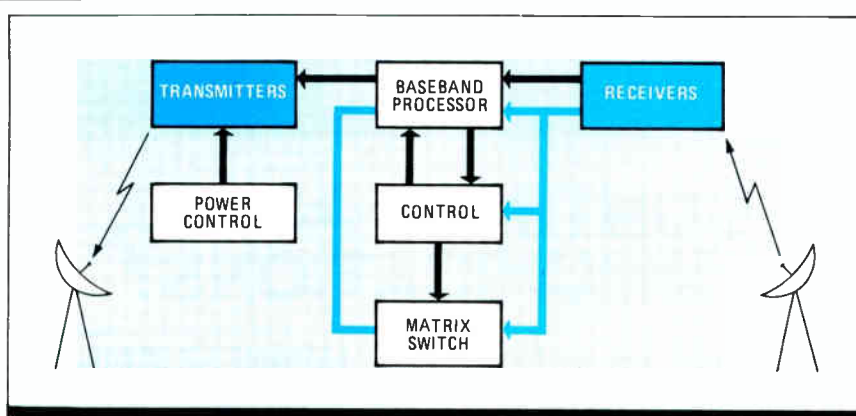 TRANSMITTERS
BASEBAND
PROCESSOR
RECEIVERS
POWER
CONTROL
CONTROL
MATRIX
SWITCH